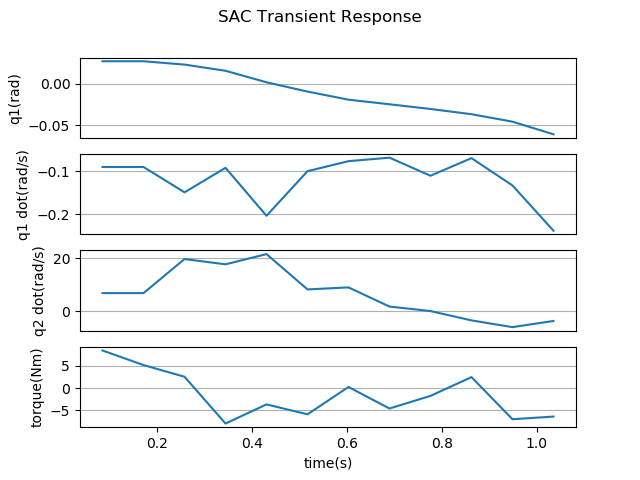 SAC Transient Response
q1(rad)
0.00
−0.05
q1 dot(rad/s)
−0.1
−0.2
q2 dot(rad/s)
20
0
torque(Nm)
5
0
−5
0.2 0.4 0.6 0.8 1.0
time(s)